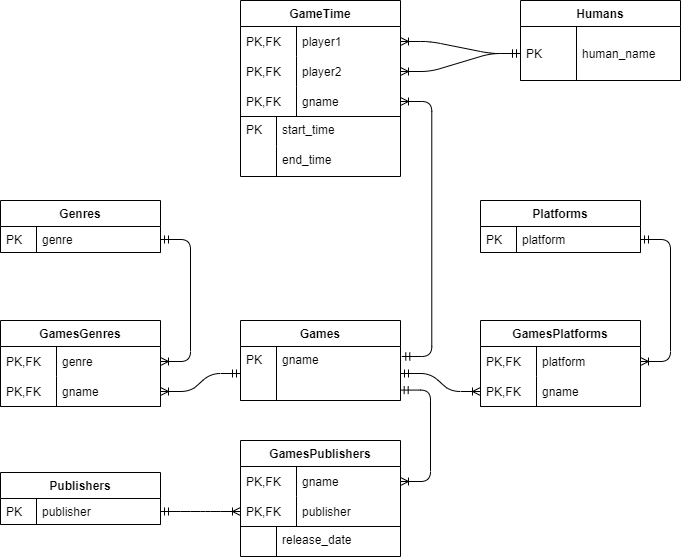 GameTime
PK,FK player1
PK,FK player2
PK,FK gname
PK start_time
end_time
Humans
PK human_name
Genres
PK genre
Platforms
PK platform
GamesGenres
PK,FK genre
PK,FK gname
Games
PK gname
GamesPlatforms
PK,FK platform
PK,FK gname
GamesPublishers
PK,FK gname
PK,FK publisher
release_date
Publishers
PK publisher